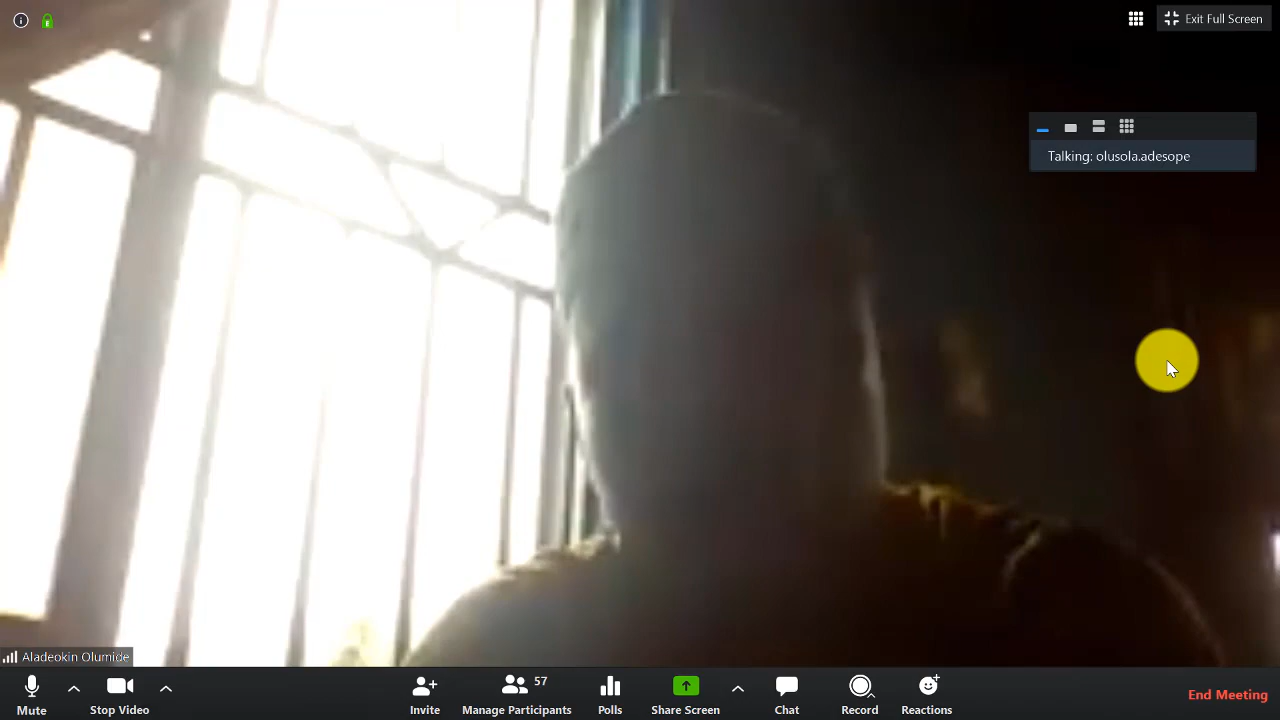 Exit Full Screen
Talking: olusola.adesope
Aladeokin Olumide
57
Mute
Stop Video
Invite
Manage Participants
Polls
Share Screen
Chat
Record
Reactions
End Meeting